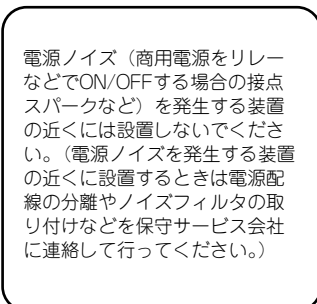 電源ノイズ（商用電源をリレー
などでON/OFFする場合の接点
スパークなど）を発生する装置
の近くには設置しないでくださ
い。（電源ノイズを発生する装置
の近くに設置するときは電源配
線の分離やノイズフィルタの取
り付けなどを保守サービス会社
に連絡して行ってください。）